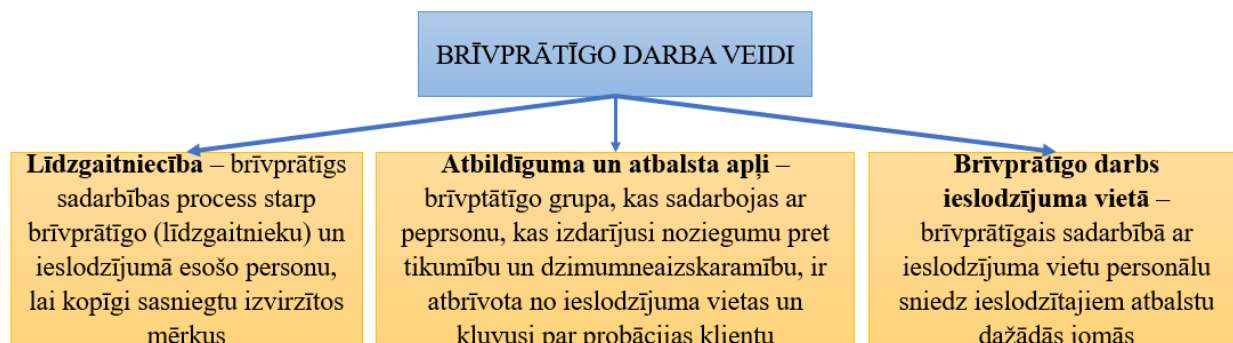 BRĪVPRĀTĪGO DARBA VEIDI
Līdzgaitniecība – brīvprātīgs
sadarbības process starp
brīvprātīgo (līdzgaitnieku) un
ieslodzījumā esošo personu,
lai kopīgi sasniegtu izvirzītos
mērķus
Atbildīguma un atbalsta apļi –
brīvptātīgo grupa, kas sadarbojas ar
peprsonu, kas izdarījusi noziegumu pret
tikumību un dzimumneaizskaramību, ir
atbrīvota no ieslodzījuma vietas un
kļuvusi par probācijas klientu
Brīvprātīgo darbs
ieslodzījuma vietā –
brīvprātīgais sadarbībā ar
ieslodzījuma vietu personālu
sniedz ieslodzītajiem atbalstu
dažādās jomās